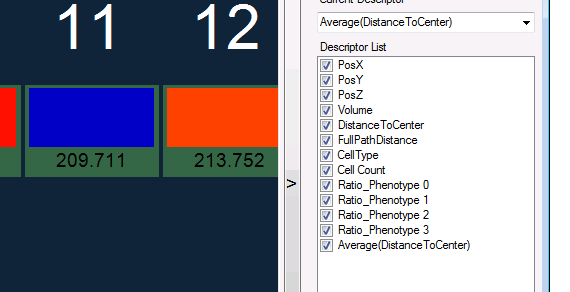 Current Descriptor
11 12
Average(DistanceToCenter)
Descriptor List
PosX
PosY
PosZ
Volume
DistanceToCenter
FullPathDistance
CellType
Cell Count
Ratio_Phenotype 0
Ratio_Phenotype 1
Ratio_Phenotype 2
Ratio_Phenotype 3
Average(DistanceToCenter)
209.711 213.752
>